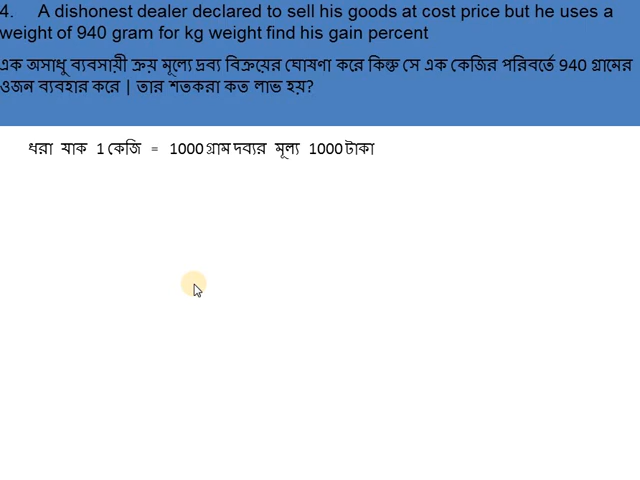 4. A dishonest dealer declared to sell his goods at cost price but he uses a
weight of 940 gram for kg weight find his gain percent
এক অসাধু ব্যবসায়ী ক্রয় মূল্যে দ্রব্য বিক্রয়ের ঘোষণা করে কিন্তু সে এক কেজির পরিবর্তে 940 গ্রামের
ওজন ব্যবহার করে | তার শতকরা কত লাভ হয়?
ধরা যাক 1 কেজি = 1000 গ্রাম দব্যর মূল্য 1000 টাকা